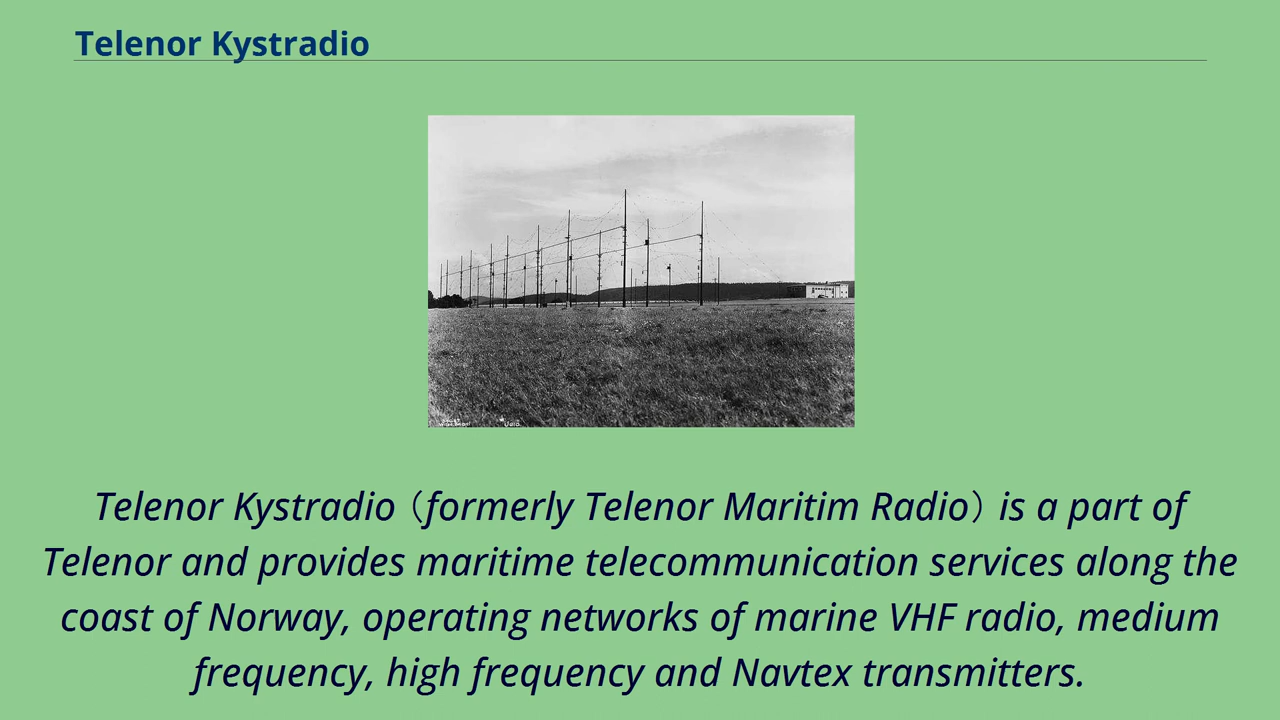 Telenor Kystradio
Telenor Kystradio（formerly Telenor Maritim Radio）is a part of
Telenor and provides maritime telecommunication services along the
coast of Norway, operating networks of marine VHF radio, medium
frequency, high frequency and Navtex transmitters.